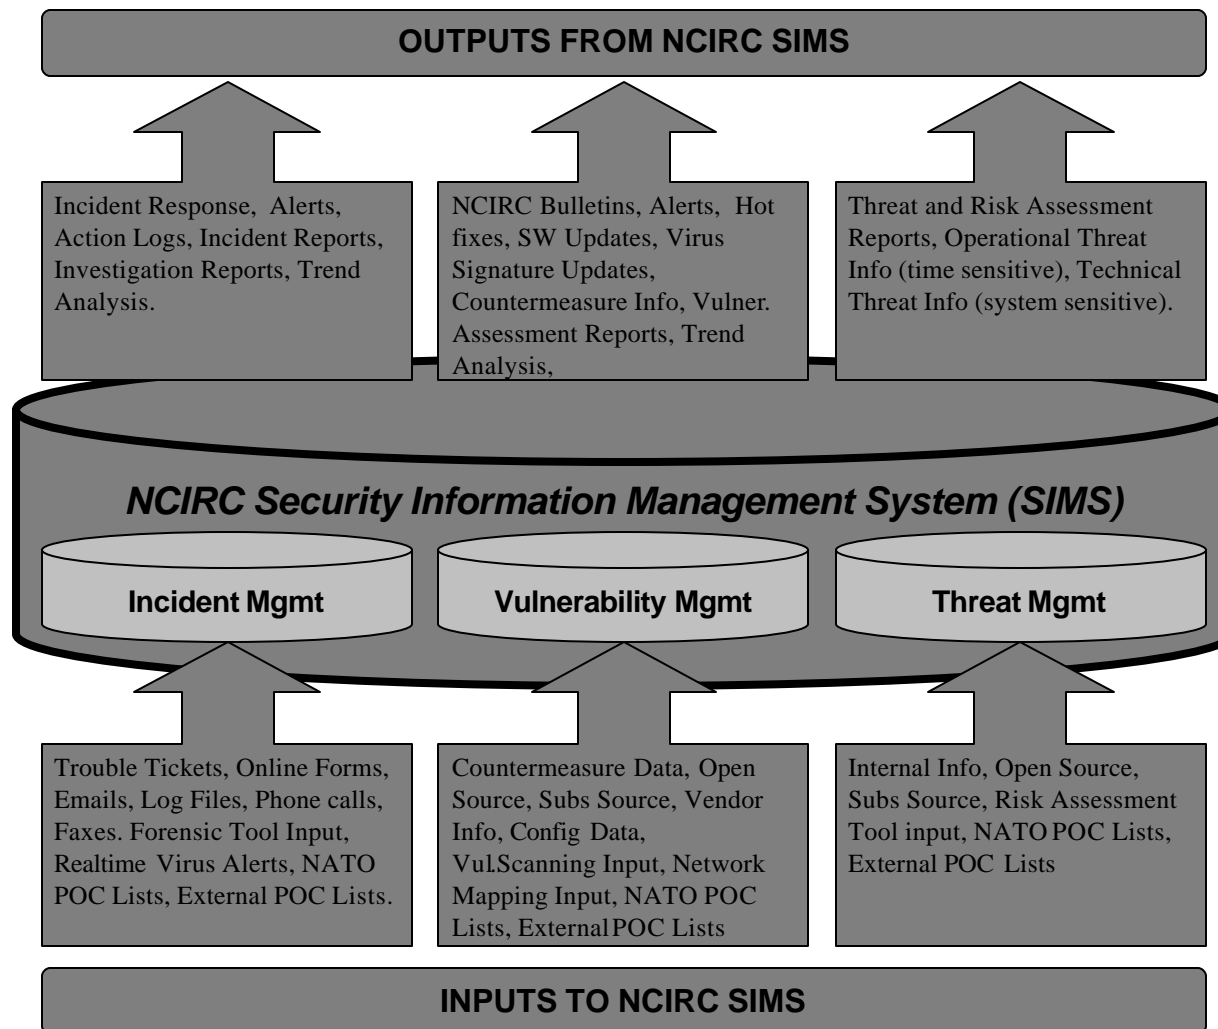 OUTPUTS FROM NCIRC SIMS
Incident Response, Alerts,
Action Logs, Incident Reports,
Investigation Reports, Trend
Analysis.
NCIRC Bulletins, Alerts, Hot
fixes, SW Updates, Virus
Signature Updates,
Countermeasure Info, Vulner.
Assessment Reports, Trend
Analysis,
Threat and Risk Assessment
Reports, Operational Threat
Info (time sensitive), Technical
Threat Info (system sensitive).
NCIRC Security Information Management System (SIMS)
Incident Mgmt
Vulnerability Mgmt
Threat Mgmt
Trouble Tickets, Online Forms,
Emails, Log Files, Phone calls,
Faxes. Forensic Tool Input,
Realtime Virus Alerts, NATO
POC Lists, External POC Lists.
Countermeasure Data, Open
Source, Subs Source, Vendor
Info, Config Data,
Vul.Scanning Input, Network
Mapping Input, NATO POC
Lists, External POC Lists
Internal Info, Open Source,
Subs Source, Risk Assessment
Tool input, NATO POC Lists,
External POC Lists
INPUTS TO NCIRC SIMS